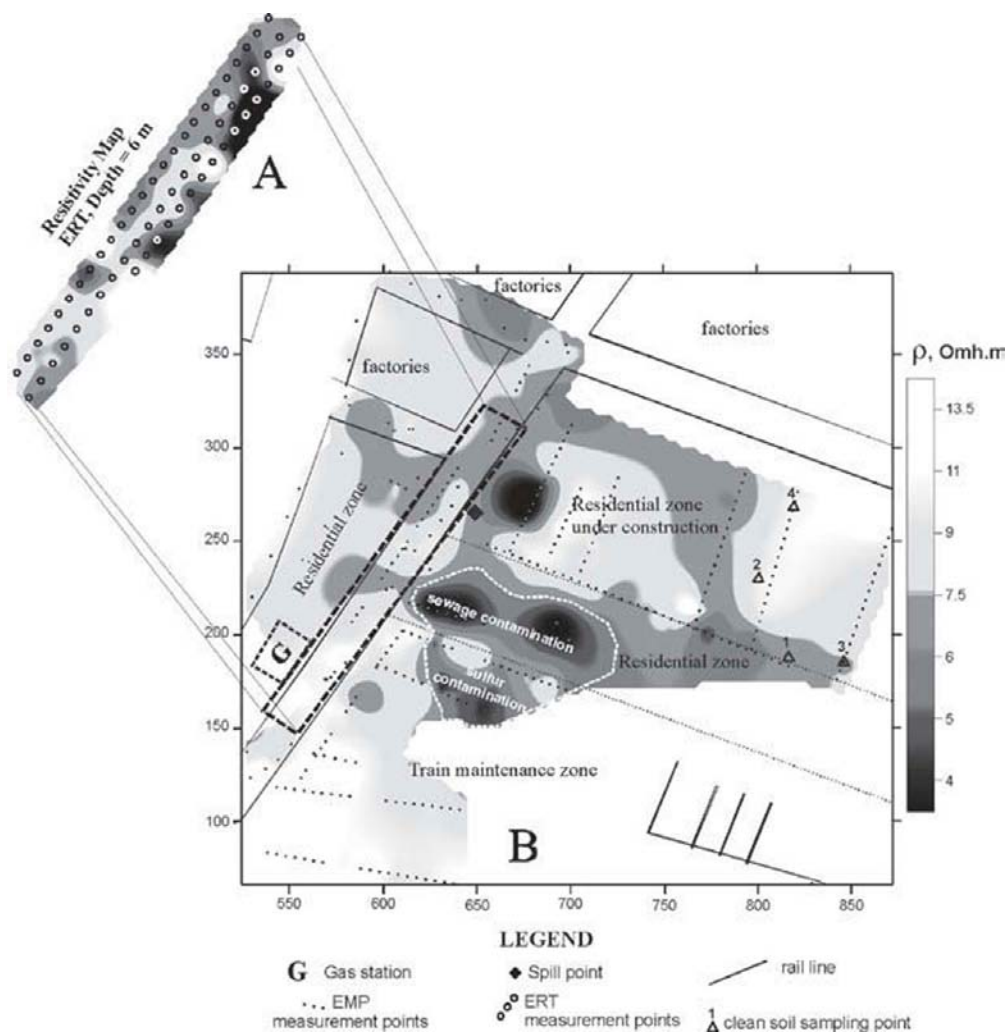 Resistivity Map
ERT, Depth = 6 m
A
factories
factories
factories
350
300
250
200
150
100
ρ, Omh.m
13.5
11
9
7.5
6
5
4
Residential zone
Residential zone
under construction
4
2
1
3
sewage contamination
Residential zone
sulfur
contamination
G
Train maintenance zone
B
550
600
650
700
750
800
850
LEGEND
G Gas station
Spill point
rail line
EMP
measurement points
ERT
measurement points
1
clean soil sampling point